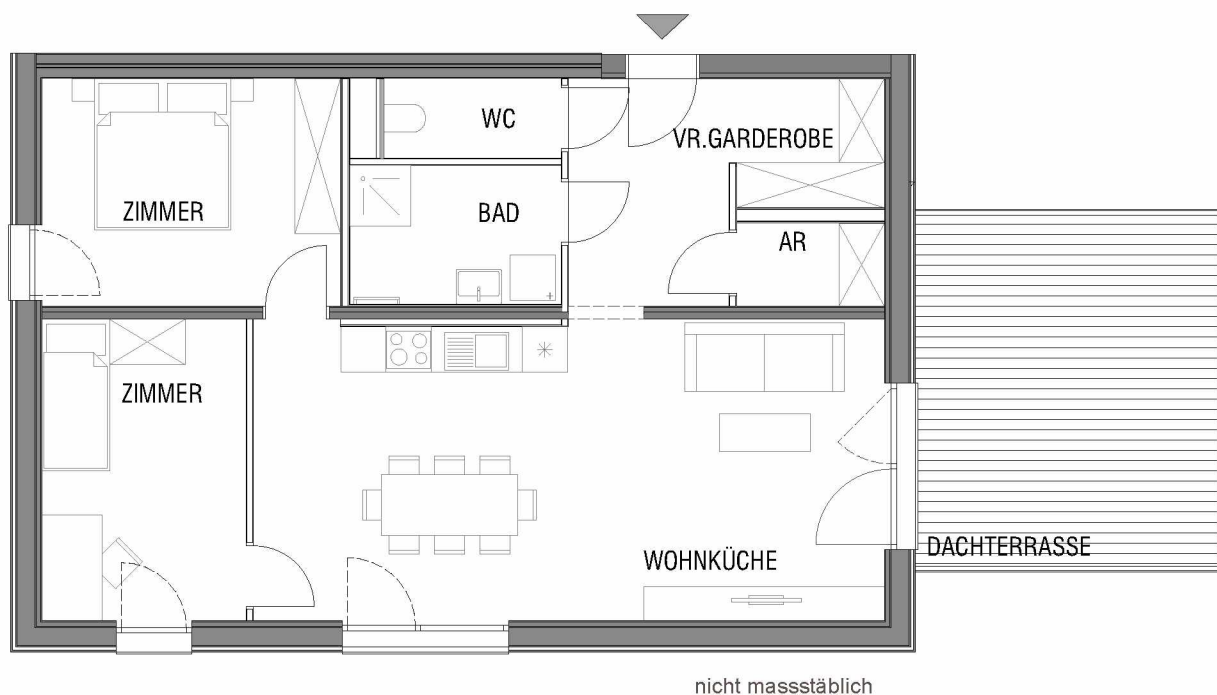 WC
VR.GARDEROBE
ZIMMER
BAD
AR
ZIMMER
WOHNKÜCHE
DACHTERRASSE
nicht massstäblich